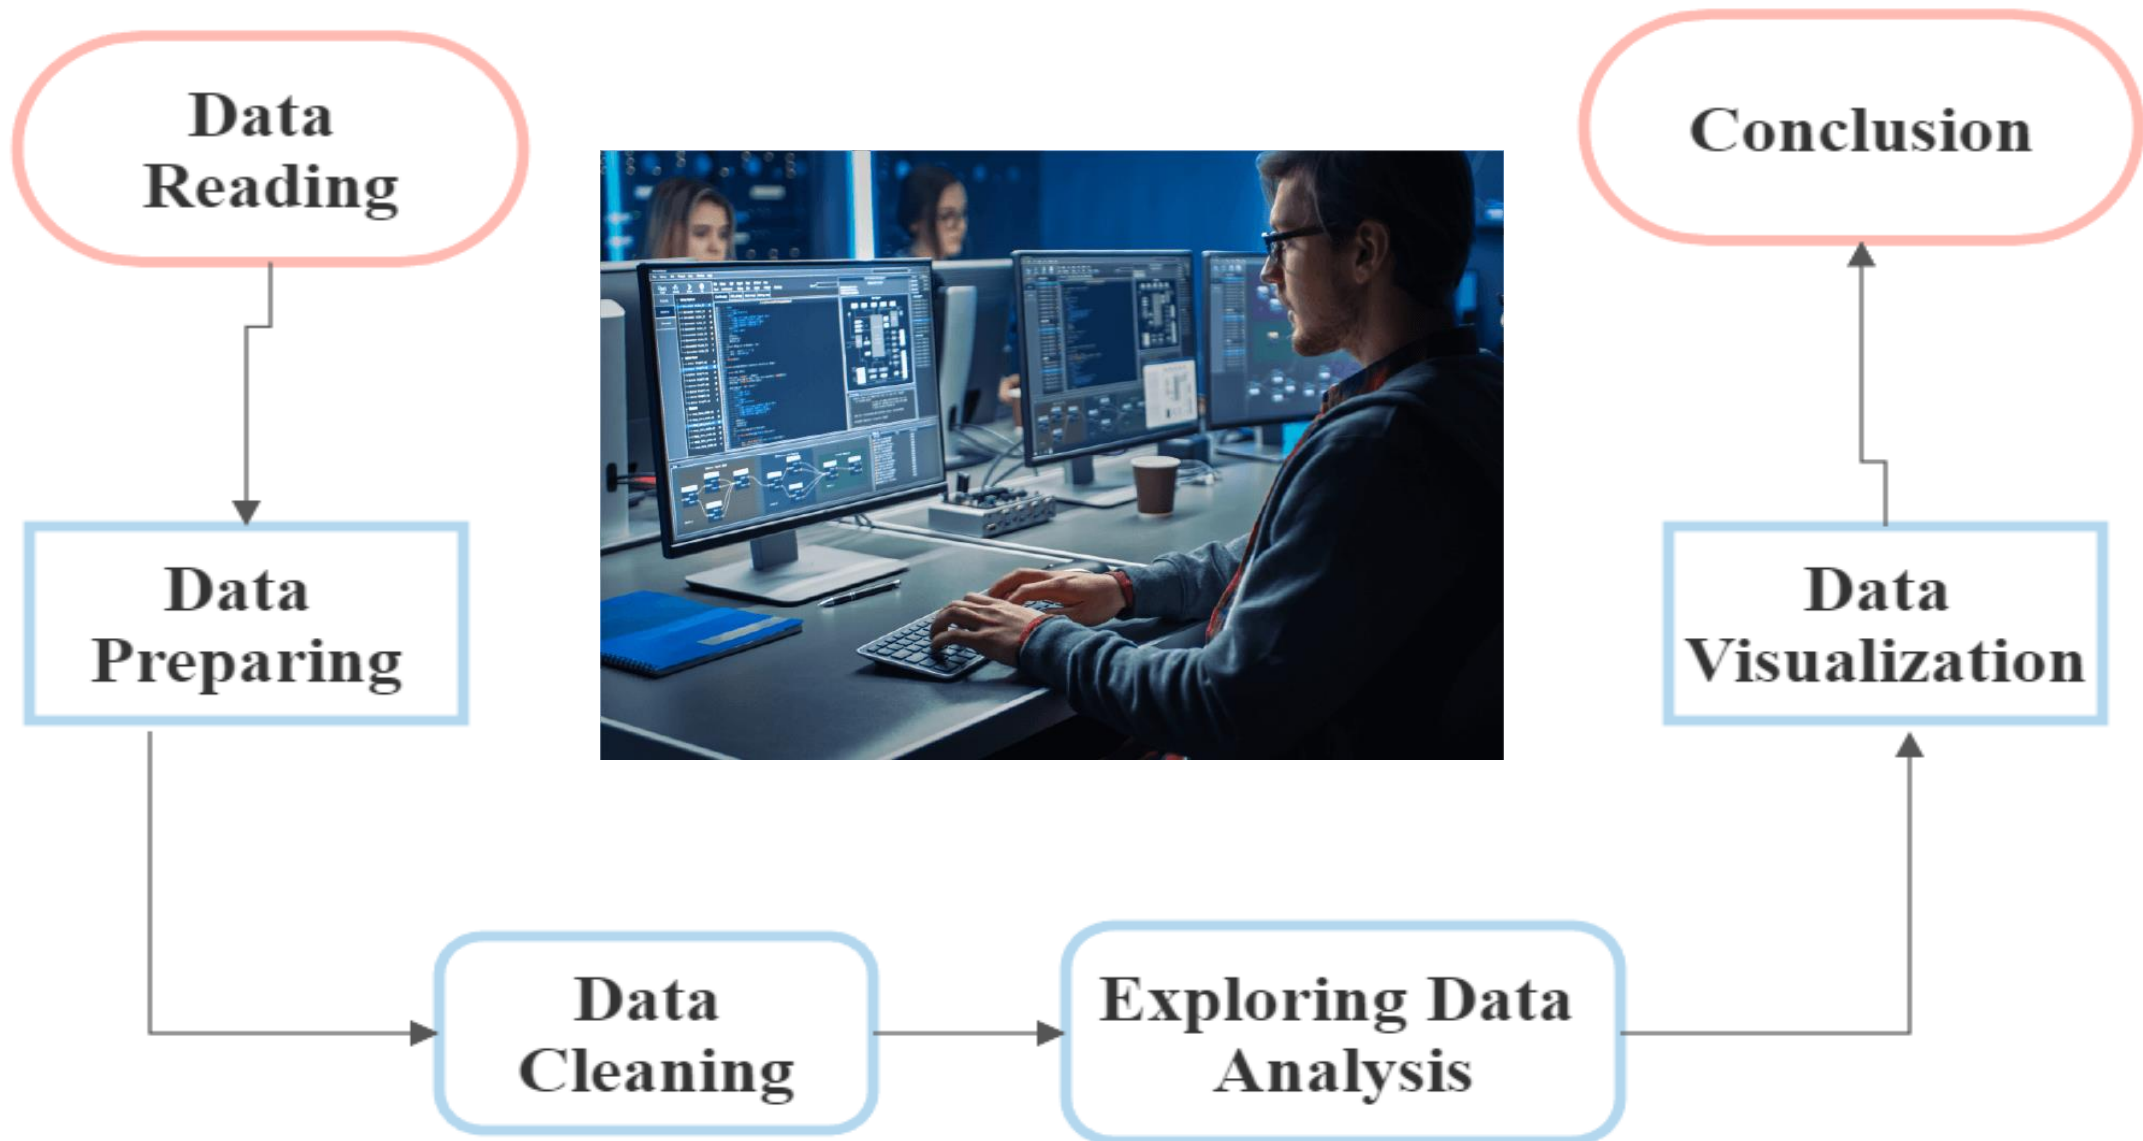 Data
Reading
Data
Preparing
Data
Cleaning
Exploring Data
Analysis
Data
Visualization
Conclusion